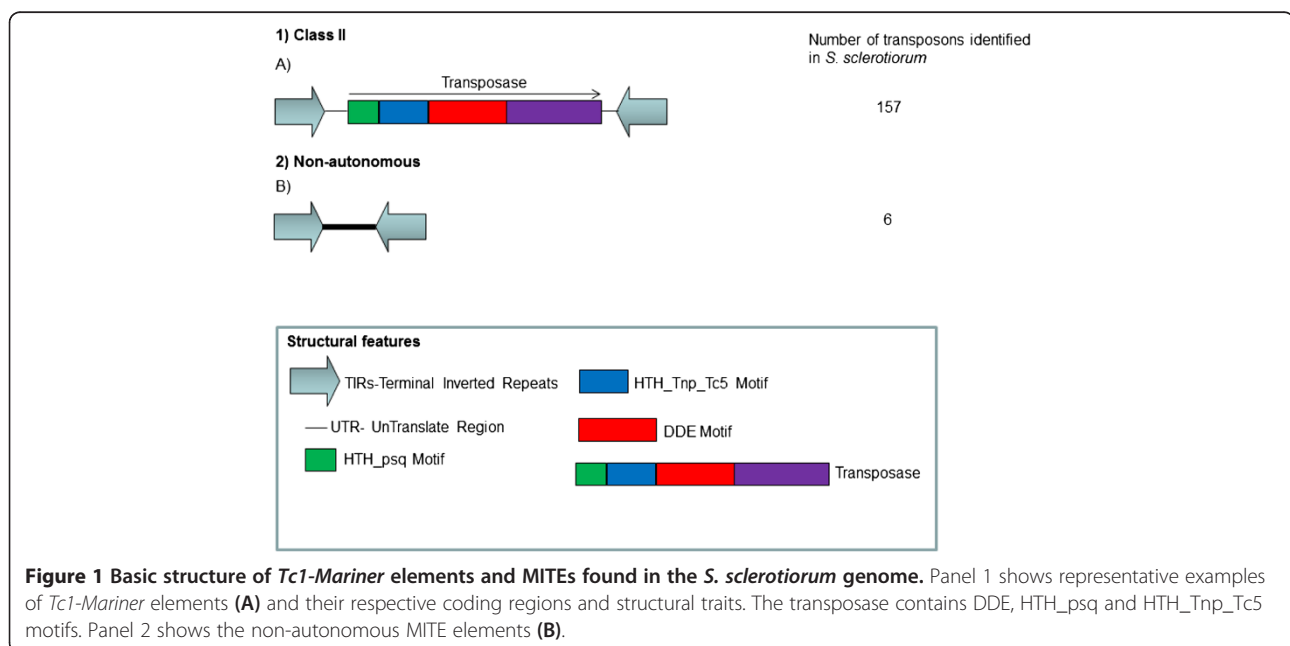 1) Class II
Number of transposons identified
in S. sclerotiorum
A)
Transposase
157
2) Non-autonomous
B)
6
Structural features
TIRs-Terminal Inverted Repeats
HTH_Tnp_Tc5 Motif
UTR- UnTranslate Region
DDE Motif
HTH_psq Motif
Transposase
Figure 1 Basic structure of Tc1-Mariner elements and MITEs found in the S. sclerotiorum genome. Panel 1 shows representative examples
of Tc1-Mariner elements (A) and their respective coding regions and structural traits. The transposase contains DDE, HTH_psq and HTH_Tnp_Tc5
motifs. Panel 2 shows the non-autonomous MITE elements (B).